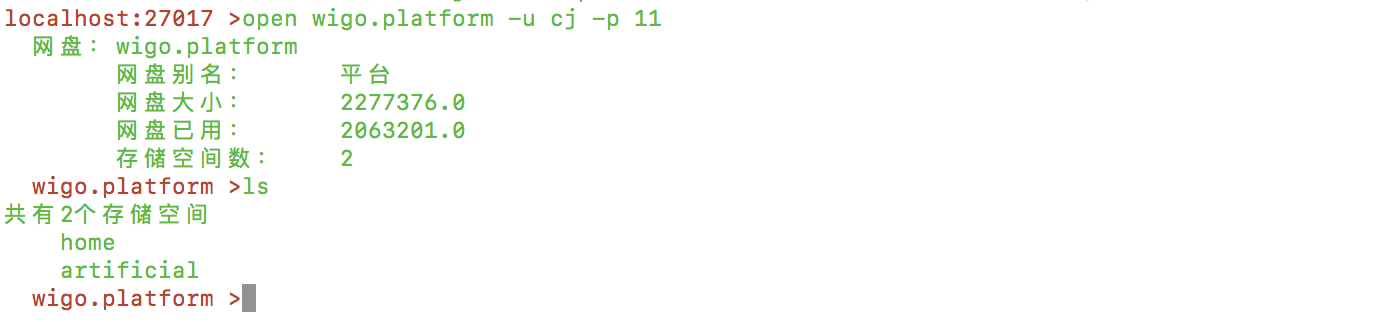 localhost:27017 >open wigo.platform -u cj -p 11
网盘: wigo.platform
网盘别名: 平台
网盘大小: 2277376.0
网盘已用: 2063201.0
存储空间数: 2
wigo.platform >ls
共有2个存储空间
home
artificial
wigo.platform >